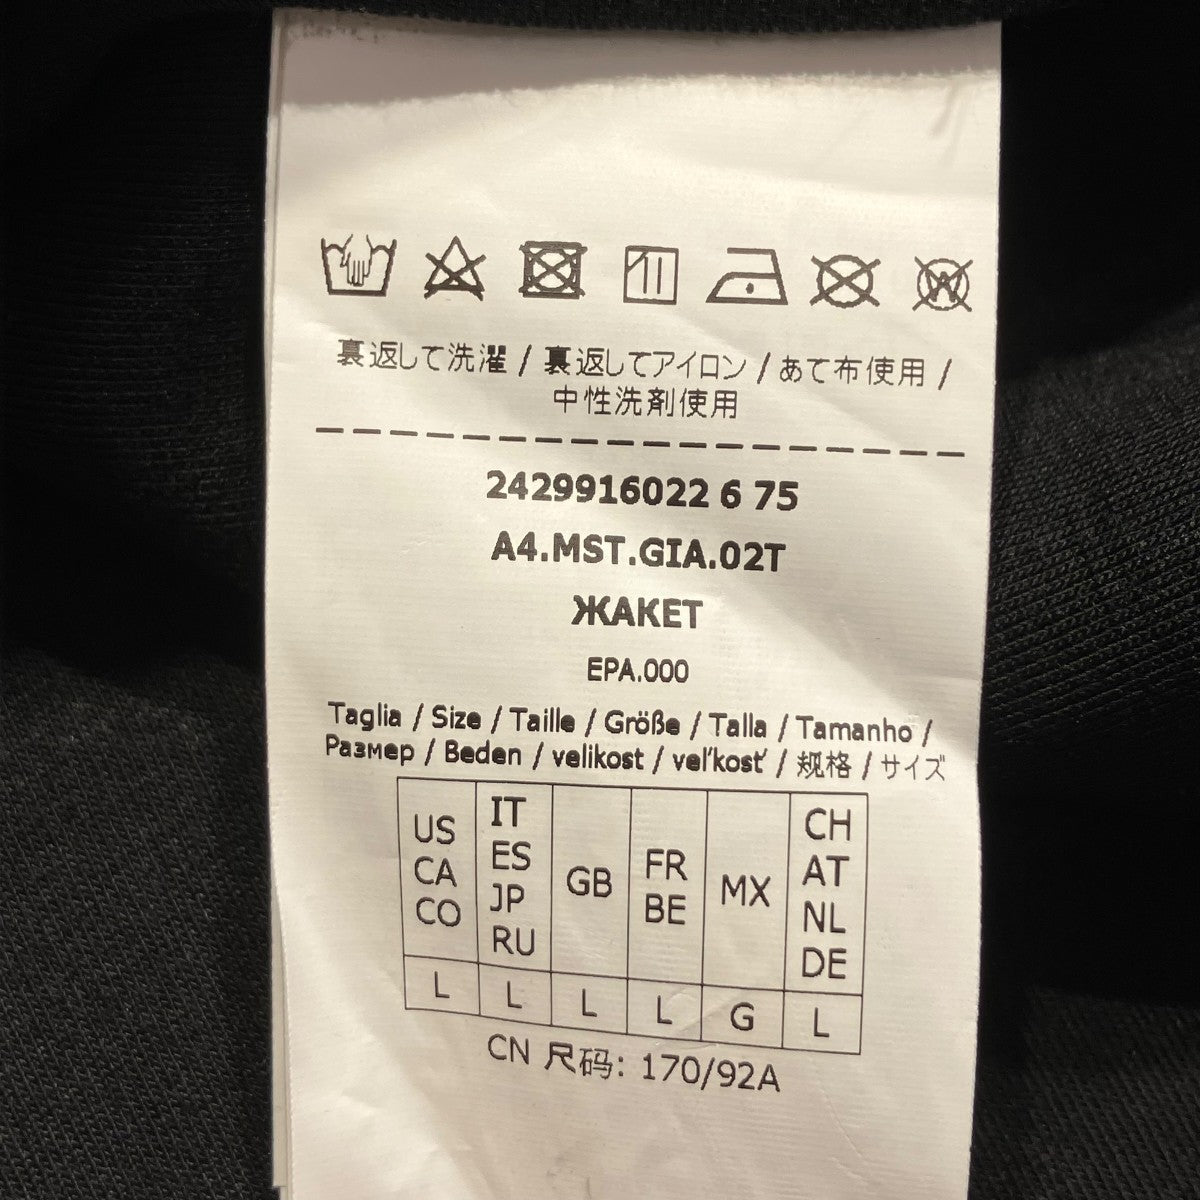 裏返して洗濯 / 裏返してアイロン / あて布使用 /
中性洗剤使用
2429916022 6 75
A4.MST.GIA.02T
ЖАКЕТ
EPA.000
Taglia / Size / Taille / Größe / Talla / Tamanho /
Размер / Beden / velikost / veľkosť / 规格 / サイズ
US CA CO
IT ES JP RU
GB
FR BE
MX
CH AT NL DE
L L L L G L
CN 尺码: 170/92A